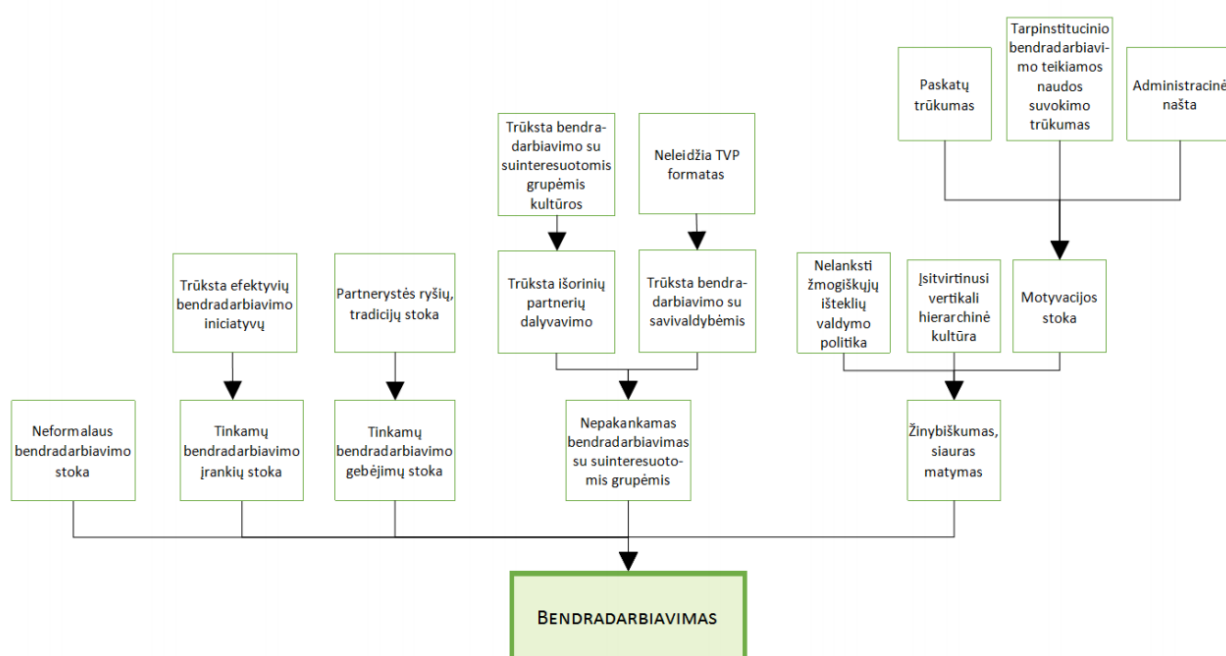 Paskatų
trūkumas
Tarpinstitucinio
bendradarbiavi-
mo teikiamos
naudos
suvokimo
trūkumas
Administracinė
našta
Trūksta bendra-
darbiavimo su
suinteresuotomis
grupėmis
kultūros
Neleidžia TVP
formatas
Trūksta efektyvių
bendradarbiavimo
iniciatyvų
Partnerystės ryšių,
tradicijų stoka
Trūksta išorinių
partnerių
dalyvavimo
Trūksta bendra-
darbiavimo su
savivaldybėmis
Nelanksti
žmogiškųjų
išteklių
valdymo
politika
Įsitvirtinusi
vertikali
hierarchinė
kultūra
Motyvacijos
stoka
Neformalaus
bendradarbiavimo
stoka
Tinkamų
bendradarbiavimo
įrankių stoka
Tinkamų
bendradarbiavimo
gebėjimų stoka
Nepakankamas
bendradarbiavimas
su suinteresuoto-
mis grupėmis
Žinybiškumas,
siauras
matymas
BENDRADARBIAVIMAS